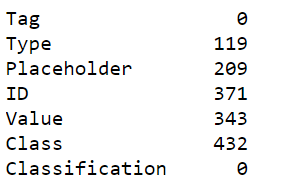 Tag 0
Type 119
Placeholder 209
ID 371
Value 343
Class 432
Classification 0